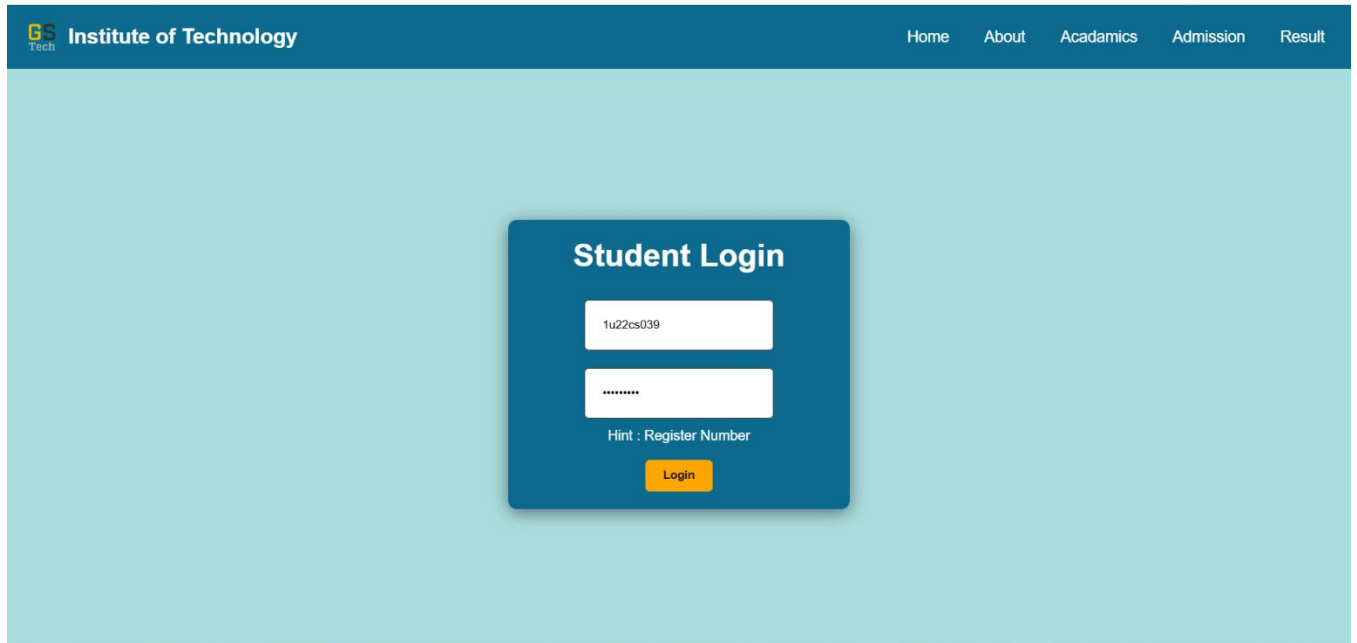 GS
Tech
Institute of Technology
Home About Acadamics Admission Result
Student Login
1u22cs039
•••••••••
Hint : Register Number
Login